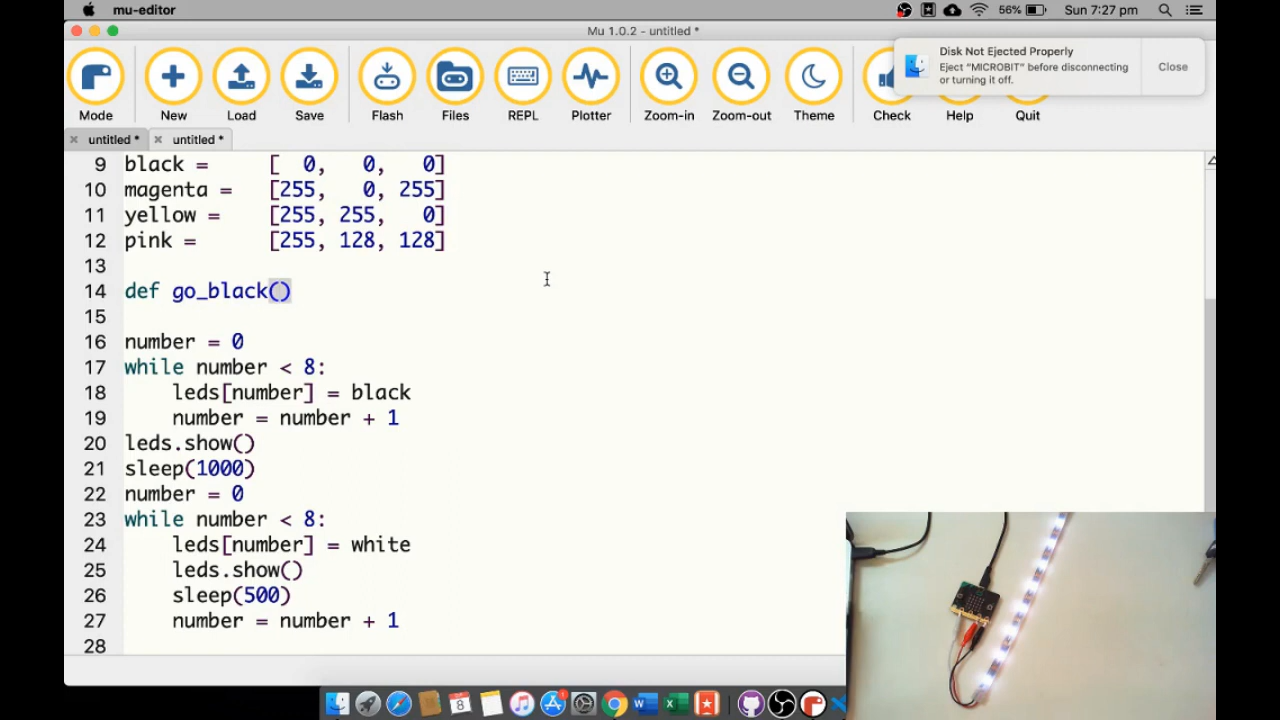 mu-editor
56%
Sun 7:27 pm
Mu 1.0.2 - untitled *
Disk Not Ejected Properly
Eject “MICROBIT” before disconnecting
or turning it off.
Close
Mode
New
Load
Save
Flash
Files
REPL
Plotter
Zoom-in
Zoom-out
Theme
Check
Help
Quit
untitled *
untitled *
9 black = [ 0, 0, 0]
10 magenta = [255, 0, 255]
11 yellow = [255, 255, 0]
12 pink = [255, 128, 128]
13
14 def go_black()
15
16 number = 0
17 while number < 8:
18 leds[number] = black
19 number = number + 1
20 leds.show()
21 sleep(1000)
22 number = 0
23 while number < 8:
24 leds[number] = white
25 leds.show()
26 sleep(500)
27 number = number + 1
28